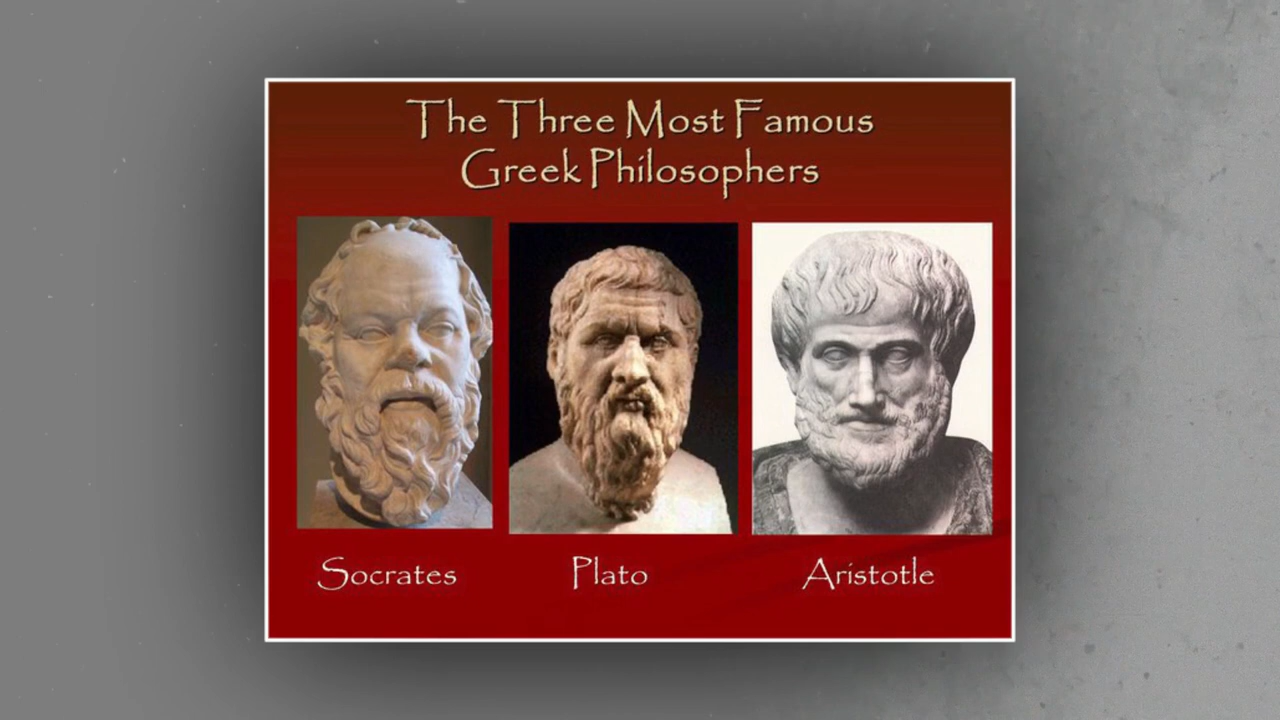 The Three Most Famous
Greek Philosophers
Socrates
Plato
Aristotle